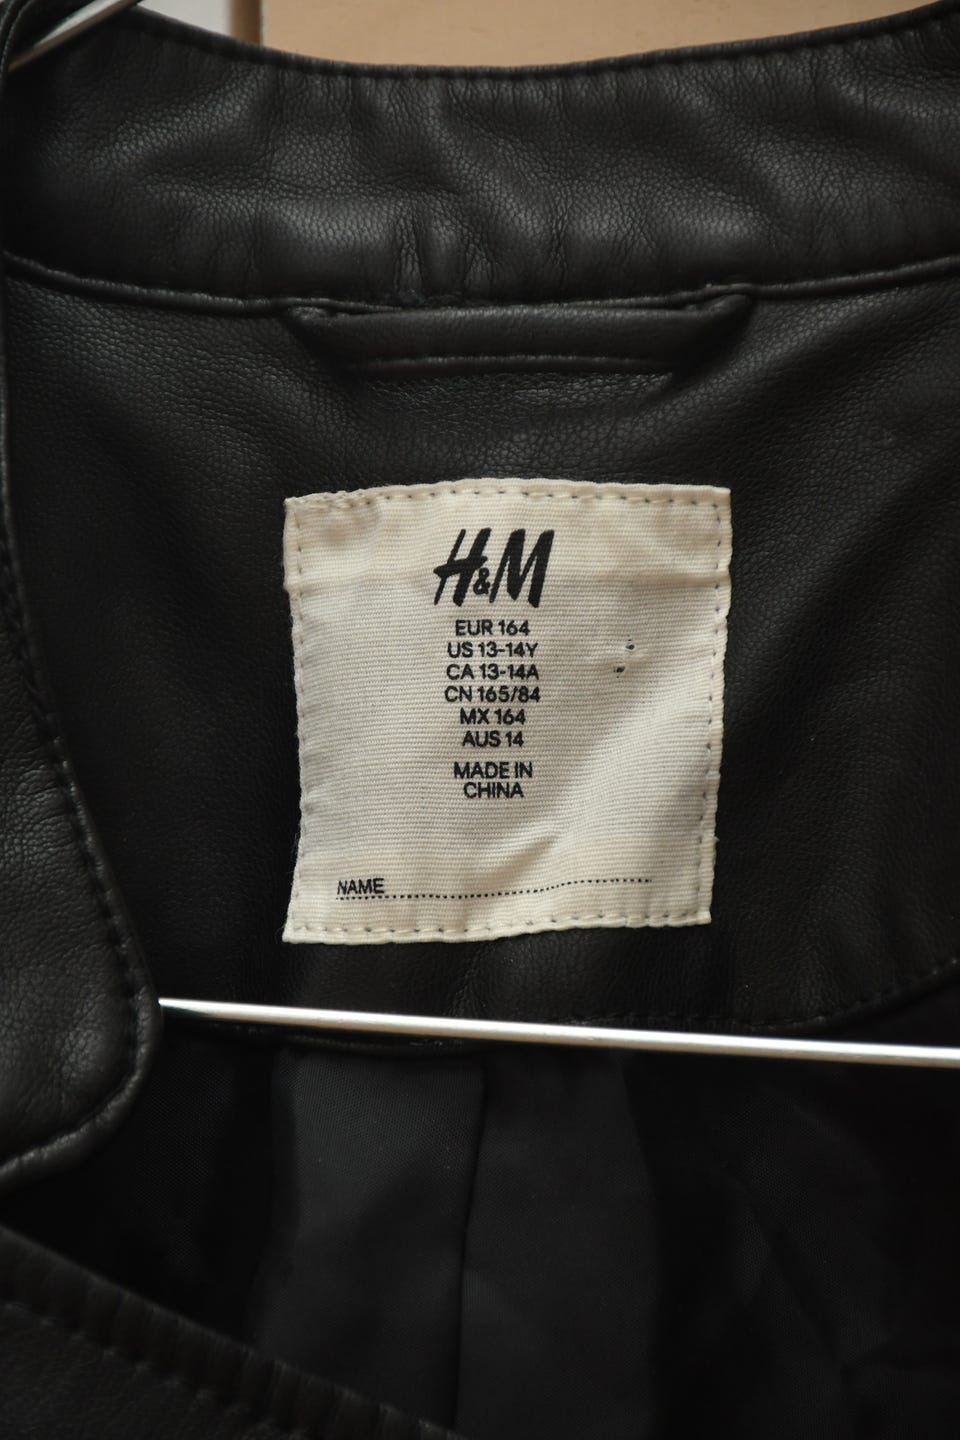 H&M
EUR 164
US 13-14Y
CA 13-14A
CN 165/84
MX 164
AUS 14
MADE IN
CHINA
NAME